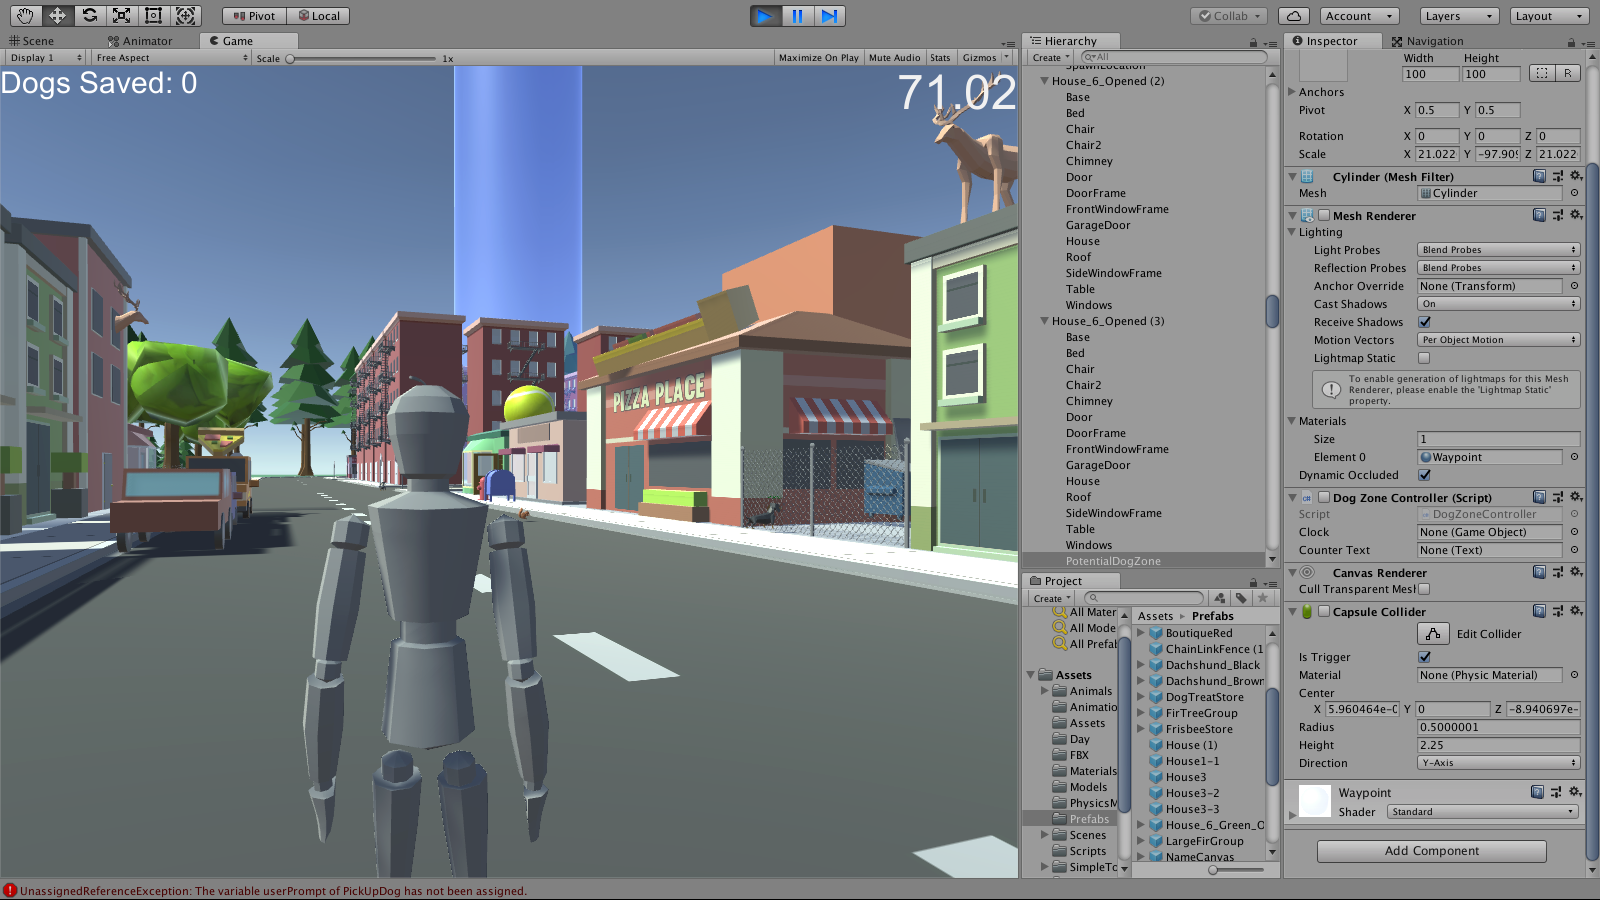 Pivot Local Collab Account Layers Layout
Scene Animator Game
Display 1 Free Aspect Scale 1x Maximize On Play Mute Audio Stats Gizmos
Dogs Saved: 0
71.02
PIZZA PLACE
Hierarchy
Create All
SpawnLocation
House_6_Opened (2)
Base
Bed
Chair
Chair2
Chimney
Door
DoorFrame
FrontWindowFrame
GarageDoor
House
Roof
SideWindowFrame
Table
Windows
House_6_Opened (3)
Base
Bed
Chair
Chair2
Chimney
Door
DoorFrame
FrontWindowFrame
GarageDoor
House
Roof
SideWindowFrame
Table
Windows
PotentialDogZone
Project
Create
All Mater
All Mode
All Prefab
Assets
Animals
Animatio
Assets
Day
FBX
Materials
Models
PhysicsM
Prefabs
Scenes
Scripts
SimpleTo
Assets Prefabs
BoutiqueRed
ChainLinkFence (1
Dachshund_Black
Dachshund_Brown
DogTreatStore
FirTreeGroup
FrisbeeStore
House (1)
House1-1
House3
House3-2
House3-3
House_6_Green_O
LargeFirGroup
NameCanvas
Inspector Navigation
Width Height
100 100 R
Anchors
Pivot X 0.5 Y 0.5
Rotation X 0 Y 0 Z 0
Scale X 21.022 Y -97.909 Z 21.022
Cylinder (Mesh Filter)
Mesh Cylinder
Mesh Renderer
Lighting
Light Probes Blend Probes
Reflection Probes Blend Probes
Anchor Override None (Transform)
Cast Shadows On
Receive Shadows
Motion Vectors Per Object Motion
Lightmap Static
To enable generation of lightmaps for this Mesh
Renderer, please enable the 'Lightmap Static'
property.
Materials
Size 1
Element 0 Waypoint
Dynamic Occluded
Dog Zone Controller (Script)
Script DogZoneController
Clock None (Game Object)
Counter Text None (Text)
Canvas Renderer
Cull Transparent Mesh
Capsule Collider
Edit Collider
Is Trigger
Material None (Physic Material)
Center
X 5.960464e-0 Y 0 Z -8.940697e-
Radius 0.5000001
Height 2.25
Direction Y-Axis
Waypoint
Shader Standard
Add Component
UnassignedReferenceException: The variable userPrompt of PickUpDog has not been assigned.